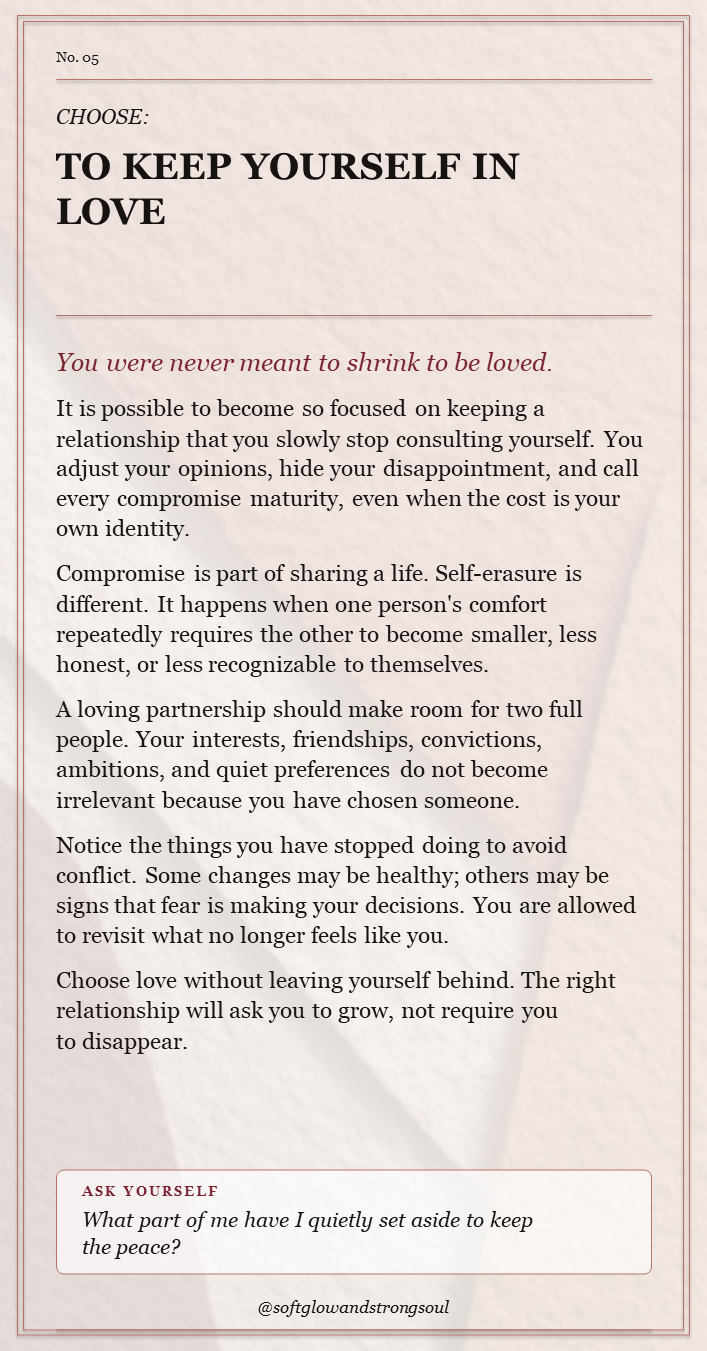 No. 05
CHOOSE:
TO KEEP YOURSELF IN
LOVE
You were never meant to shrink to be loved.
It is possible to become so focused on keeping a
relationship that you slowly stop consulting yourself. You
adjust your opinions, hide your disappointment, and call
every compromise maturity, even when the cost is your
own identity.
Compromise is part of sharing a life. Self-erasure is
different. It happens when one person's comfort
repeatedly requires the other to become smaller, less
honest, or less recognizable to themselves.
A loving partnership should make room for two full
people. Your interests, friendships, convictions,
ambitions, and quiet preferences do not become
irrelevant because you have chosen someone.
Notice the things you have stopped doing to avoid
conflict. Some changes may be healthy; others may be
signs that fear is making your decisions. You are allowed
to revisit what no longer feels like you.
Choose love without leaving yourself behind. The right
relationship will ask you to grow, not require you
to disappear.
ASK YOURSELF
What part of me have I quietly set aside to keep
the peace?
@softglowandstrongsoul